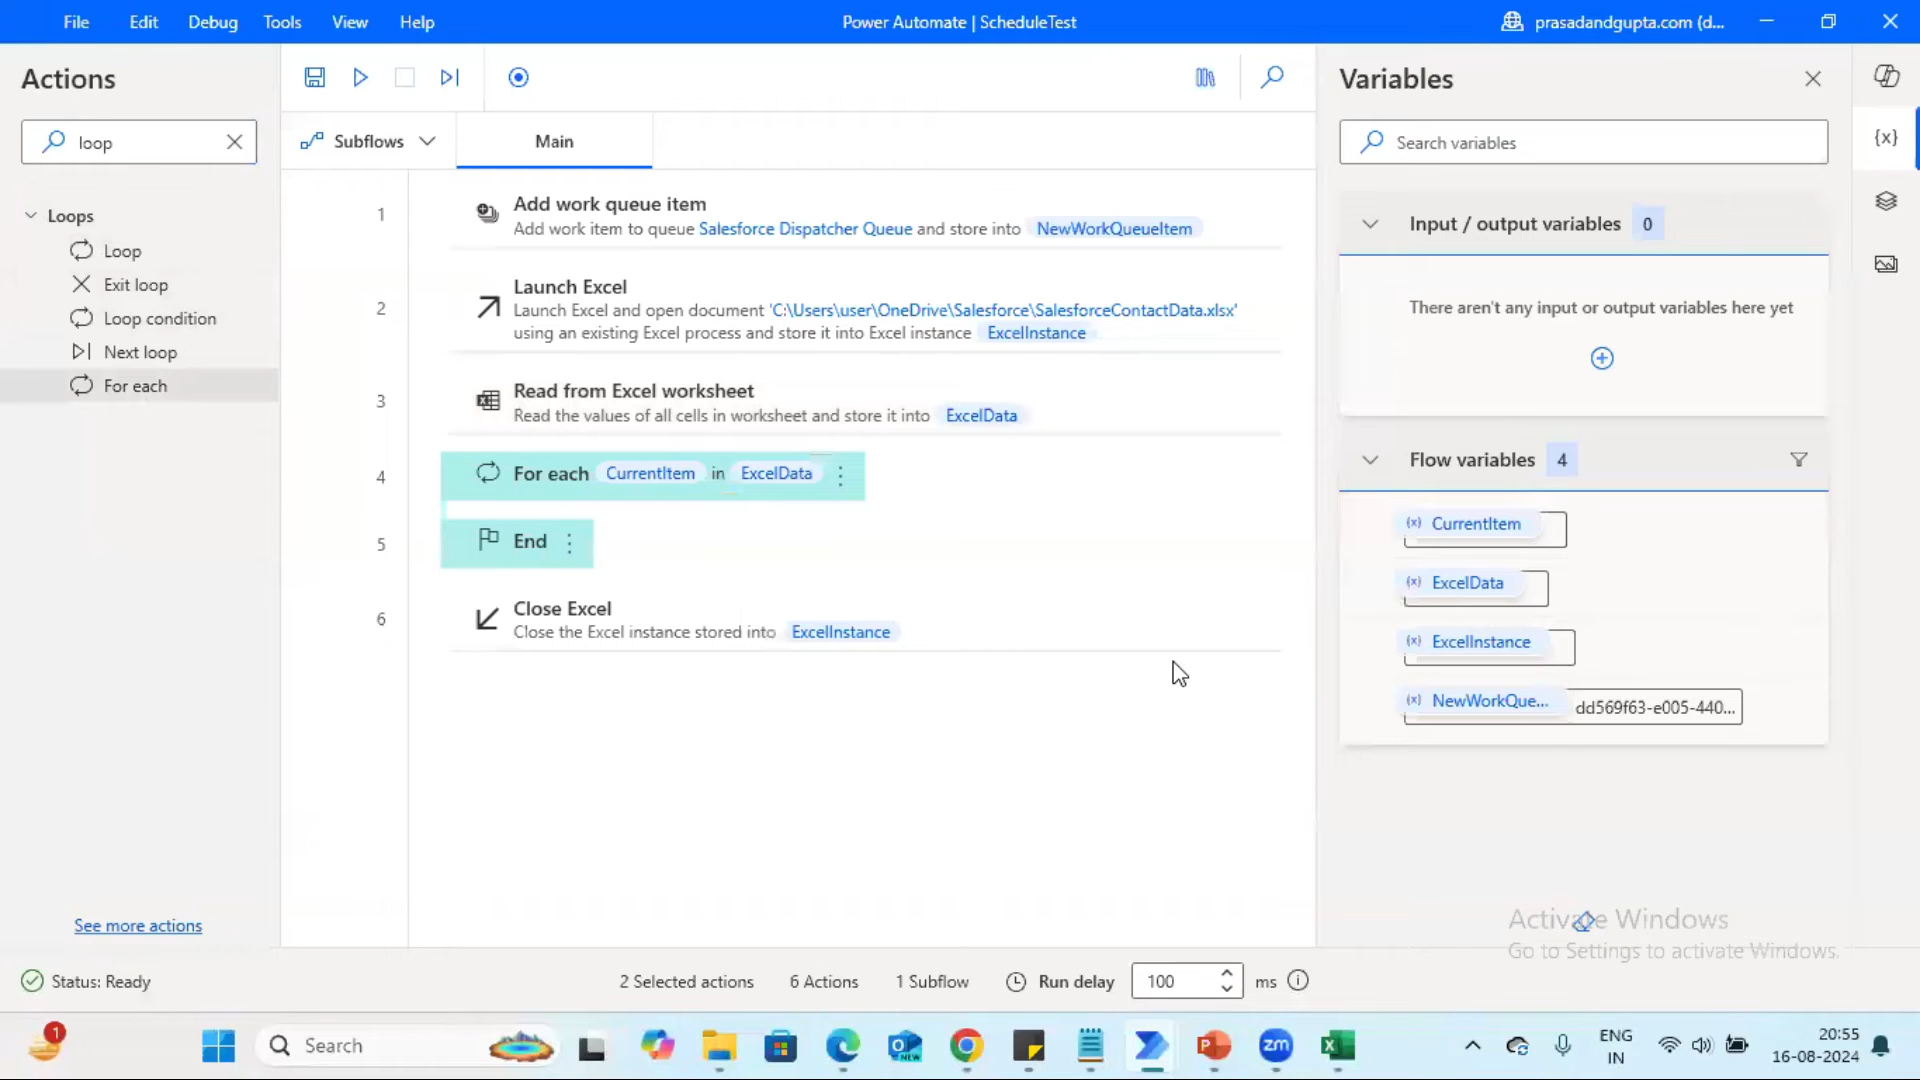 File Edit Debug Tools View Help
Power Automate | ScheduleTest
prasadandgupta.com (d...
Actions
loop
Loops
Loop
Exit loop
Loop condition
Next loop
For each
See more actions
Subflows
Main
1
Add work queue item
Add work item to queue Salesforce Dispatcher Queue and store into NewWorkQueueItem
2
Launch Excel
Launch Excel and open document 'C:\Users\user\OneDrive\Salesforce\SalesforceContactData.xlsx'
using an existing Excel process and store it into Excel instance ExcelInstance
3
Read from Excel worksheet
Read the values of all cells in worksheet and store it into ExcelData
4
For each CurrentItem in ExcelData
5
End
6
Close Excel
Close the Excel instance stored into ExcelInstance
Variables
Search variables
{x}
Input / output variables 0
There aren't any input or output variables here yet
Flow variables 4
(x) CurrentItem
(x) ExcelData
(x) ExcelInstance
(x) NewWorkQue... dd569f63-e005-440...
Activate Windows
Go to Settings to activate Windows.
Status: Ready
2 Selected actions 6 Actions 1 Subflow Run delay 100 ms
1
Search
NEW
zm
ENG
IN
20:55
16-08-2024